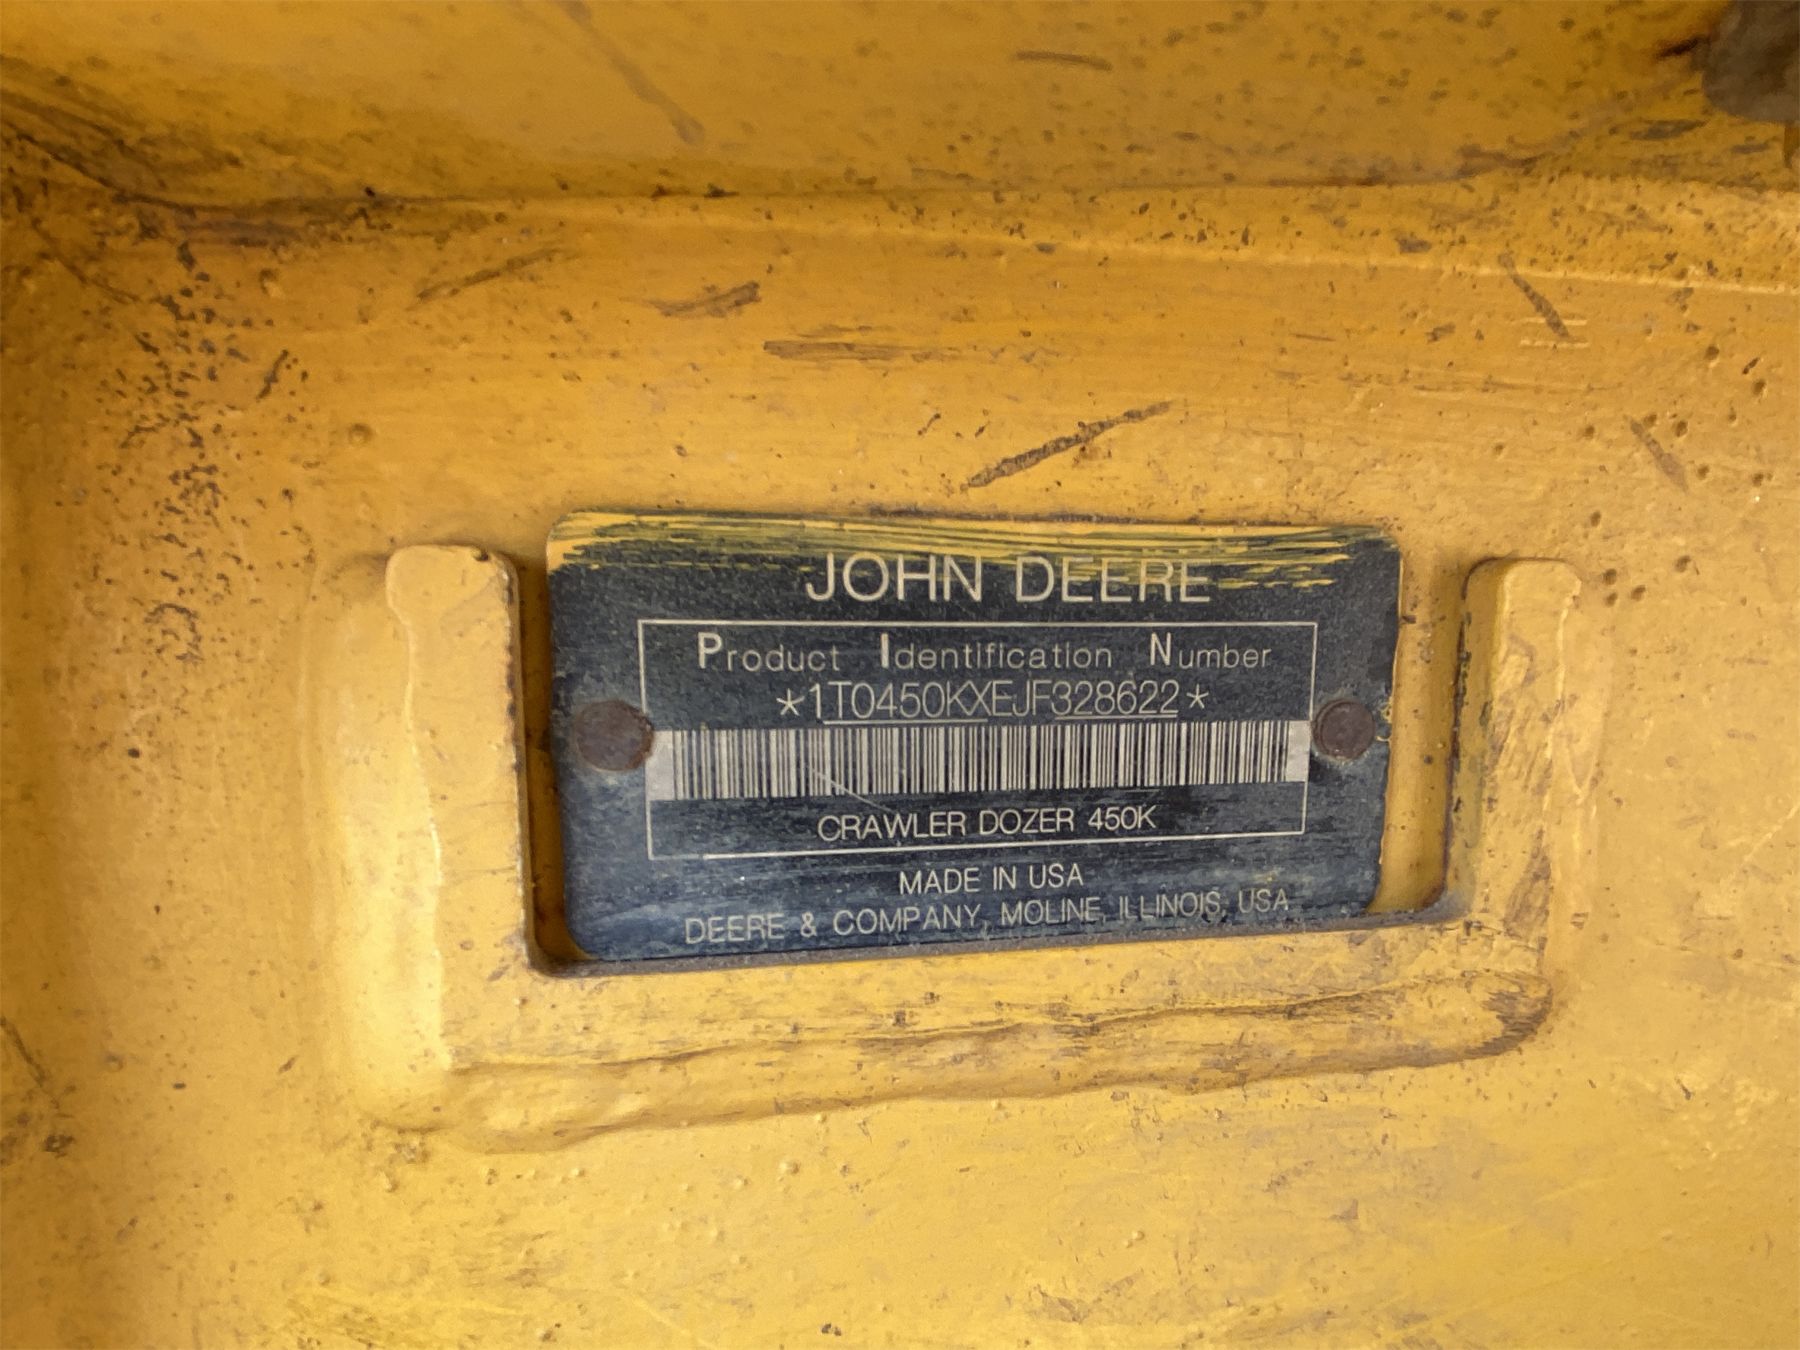 JOHN DEERE
Product Identification Number
*1T0450KXEJF328622*
CRAWLER DOZER 450K
MADE IN USA
DEERE & COMPANY, MOLINE, ILLINOIS, USA